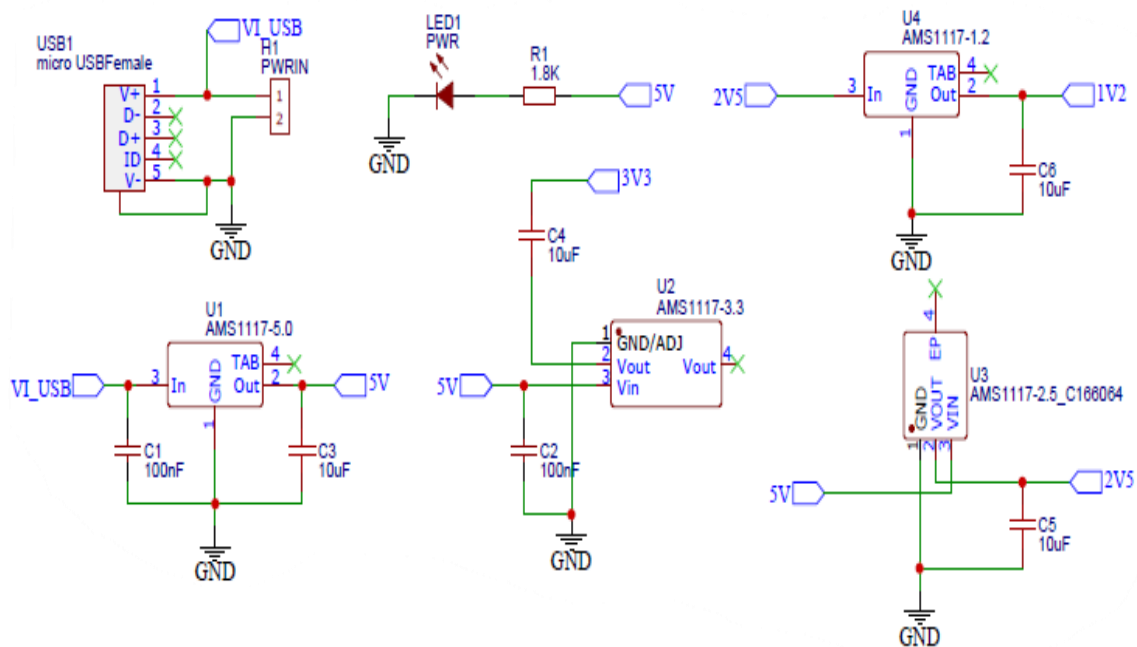 VI_USB
USB1
micro USBFemale
H1
PWRIN
V+
1
D-
2
D+
3
ID
4
V-
5
1
2
GND
LED1
PWR
R1
1.8K
5V
GND
U4
AMS1117-1.2
2V5
3
In
GND
1
TAB
4
Out
2
1V2
C6
10uF
GND
3V3
C4
10uF
U2
AMS1117-3.3
1
GND/ADJ
2
Vout
3
Vin
Vout
4
5V
C2
100nF
GND
U1
AMS1117-5.0
VI_USB
3
In
GND
1
TAB
4
Out
2
5V
C1
100nF
C3
10uF
GND
4
EP
U3
AMS1117-2.5_C166064
GND
VOUT
VIN
1
2
3
5V
2V5
C5
10uF
GND